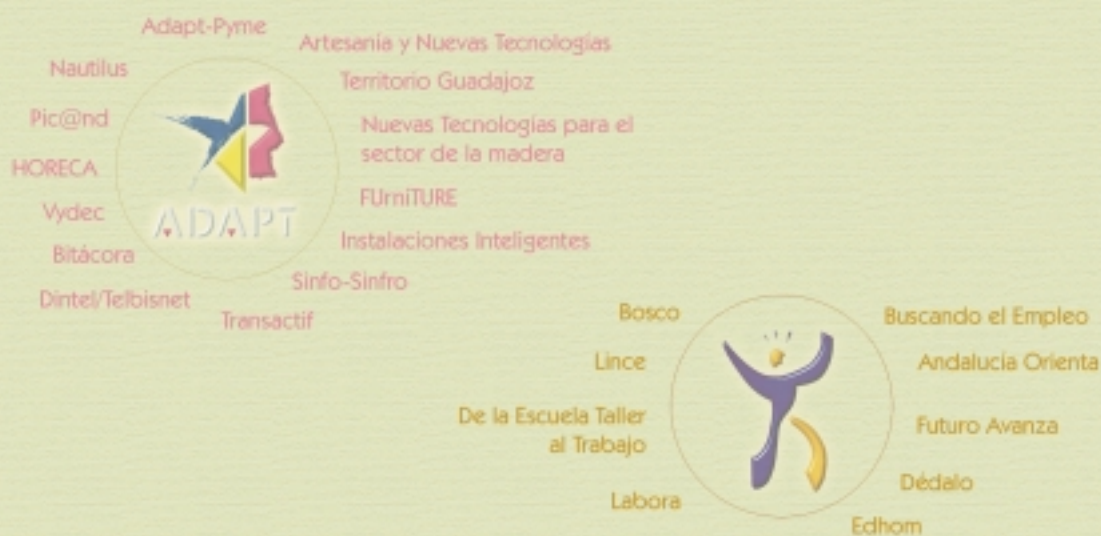 Adapt-Pyme
Artesanía y Nuevas Tecnologías
Nautilus
Territorio Guadajoz
Pic@nd
Nuevas Tecnologías para el
sector de la madera
HORECA
FUrniTURE
Vydec
ADAPT
Instalaciones Inteligentes
Bitácora
Sinfo-Sinfro
Dintel/Telbisnet
Transactif
Bosco
Buscando el Empleo
Lince
Andalucía Orienta
De la Escuela Taller
al Trabajo
Futuro Avanza
Dédalo
Labora
Edhom